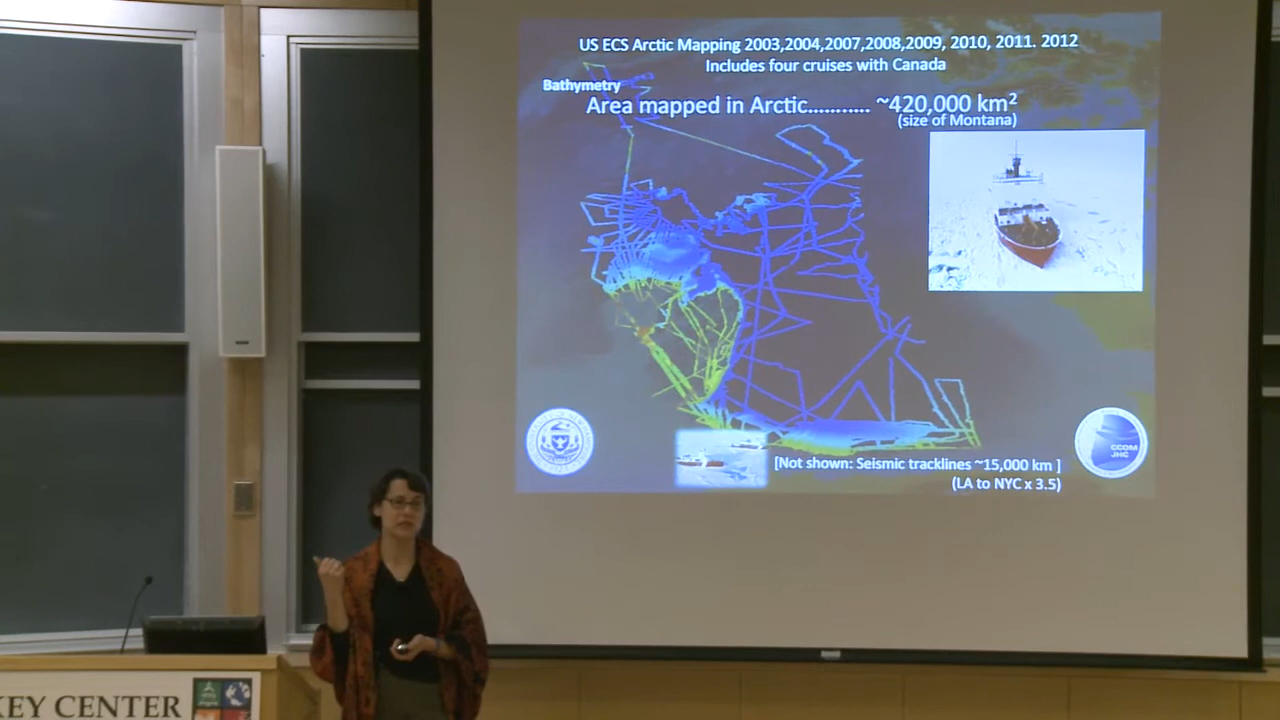 US ECS Arctic Mapping 2003,2004,2007,2008,2009, 2010, 2011. 2012
Includes four cruises with Canada
Bathymetry
Area mapped in Arctic........... ~420,000 km²
(size of Montana)
CCOM
JHC
[Not shown: Seismic tracklines ~15,000 km ]
(LA to NYC x 3.5)
KEY CENTER